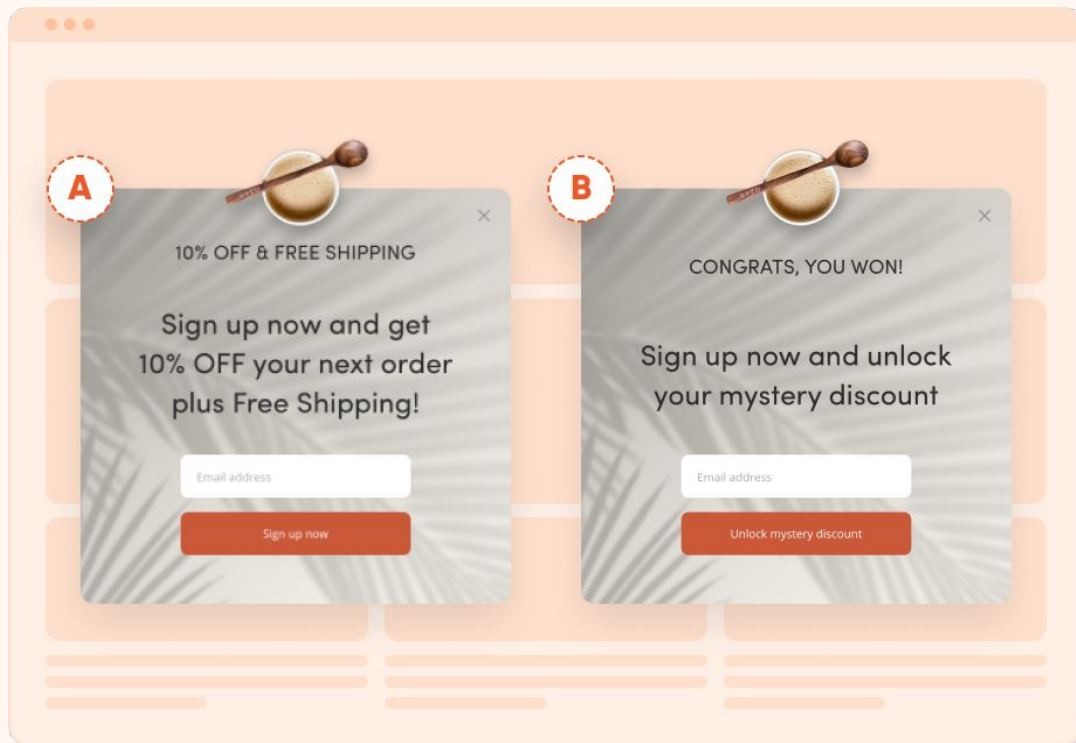 A
10% OFF & FREE SHIPPING
Sign up now and get
10% OFF your next order
plus Free Shipping!
Email address
Sign up now
B
CONGRATS, YOU WON!
Sign up now and unlock
your mystery discount
Email address
Unlock mystery discount